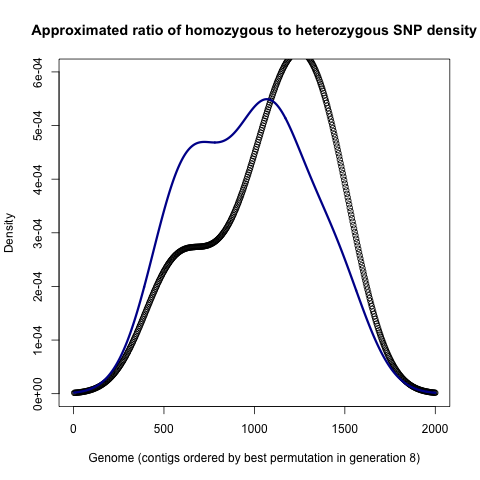 Approximated ratio of homozygous to heterozygous SNP density
6e-04
5e-04
4e-04
3e-04
2e-04
1e-04
0e+00
Density
0 500 1000 1500 2000
Genome (contigs ordered by best permutation in generation 8)